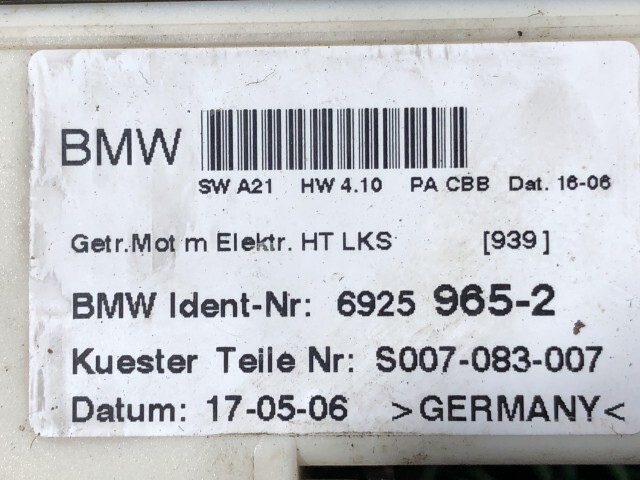 BMW
SW A21 HW 4.10 PA CBB Dat. 16-06
Getr.Mot m Elektr. HT LKS [939]
BMW Ident-Nr: 6925 965-2
Kuester Teile Nr: S007-083-007
Datum: 17-05-06 >GERMANY<